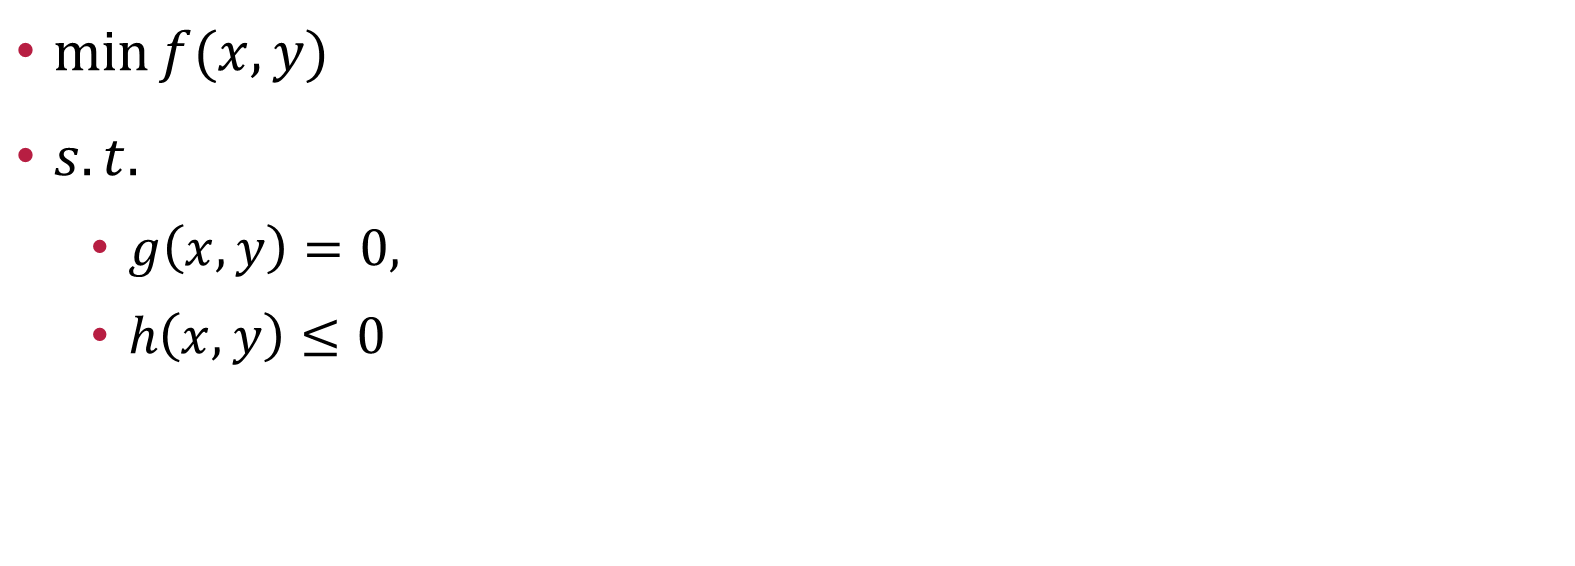 • min f(x, y)
• s.t.
• g(x, y) = 0,
• h(x, y) ≤ 0